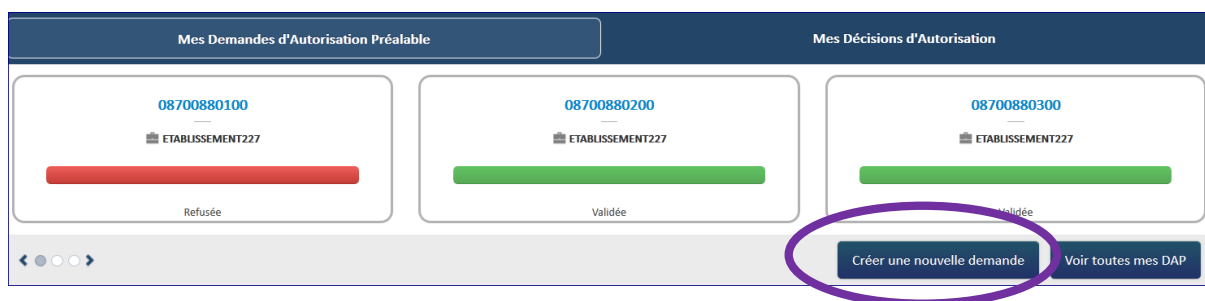 Mes Demandes d'Autorisation Préalable
Mes Décisions d'Autorisation
08700880100
ETABLISSEMENT227
Refusée
08700880200
ETABLISSEMENT227
Validée
08700880300
ETABLISSEMENT227
Validée
Créer une nouvelle demande
Voir toutes mes DAP